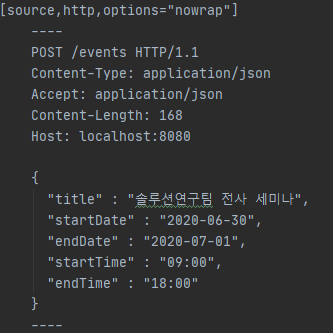 [source,http,options="nowrap"]
----
POST /events HTTP/1.1
Content-Type: application/json
Accept: application/json
Content-Length: 168
Host: localhost:8080
{
"title" : "솔루션연구팀 전사 세미나",
"startDate" : "2020-06-30",
"endDate" : "2020-07-01",
"startTime" : "09:00",
"endTime" : "18:00"
}
----